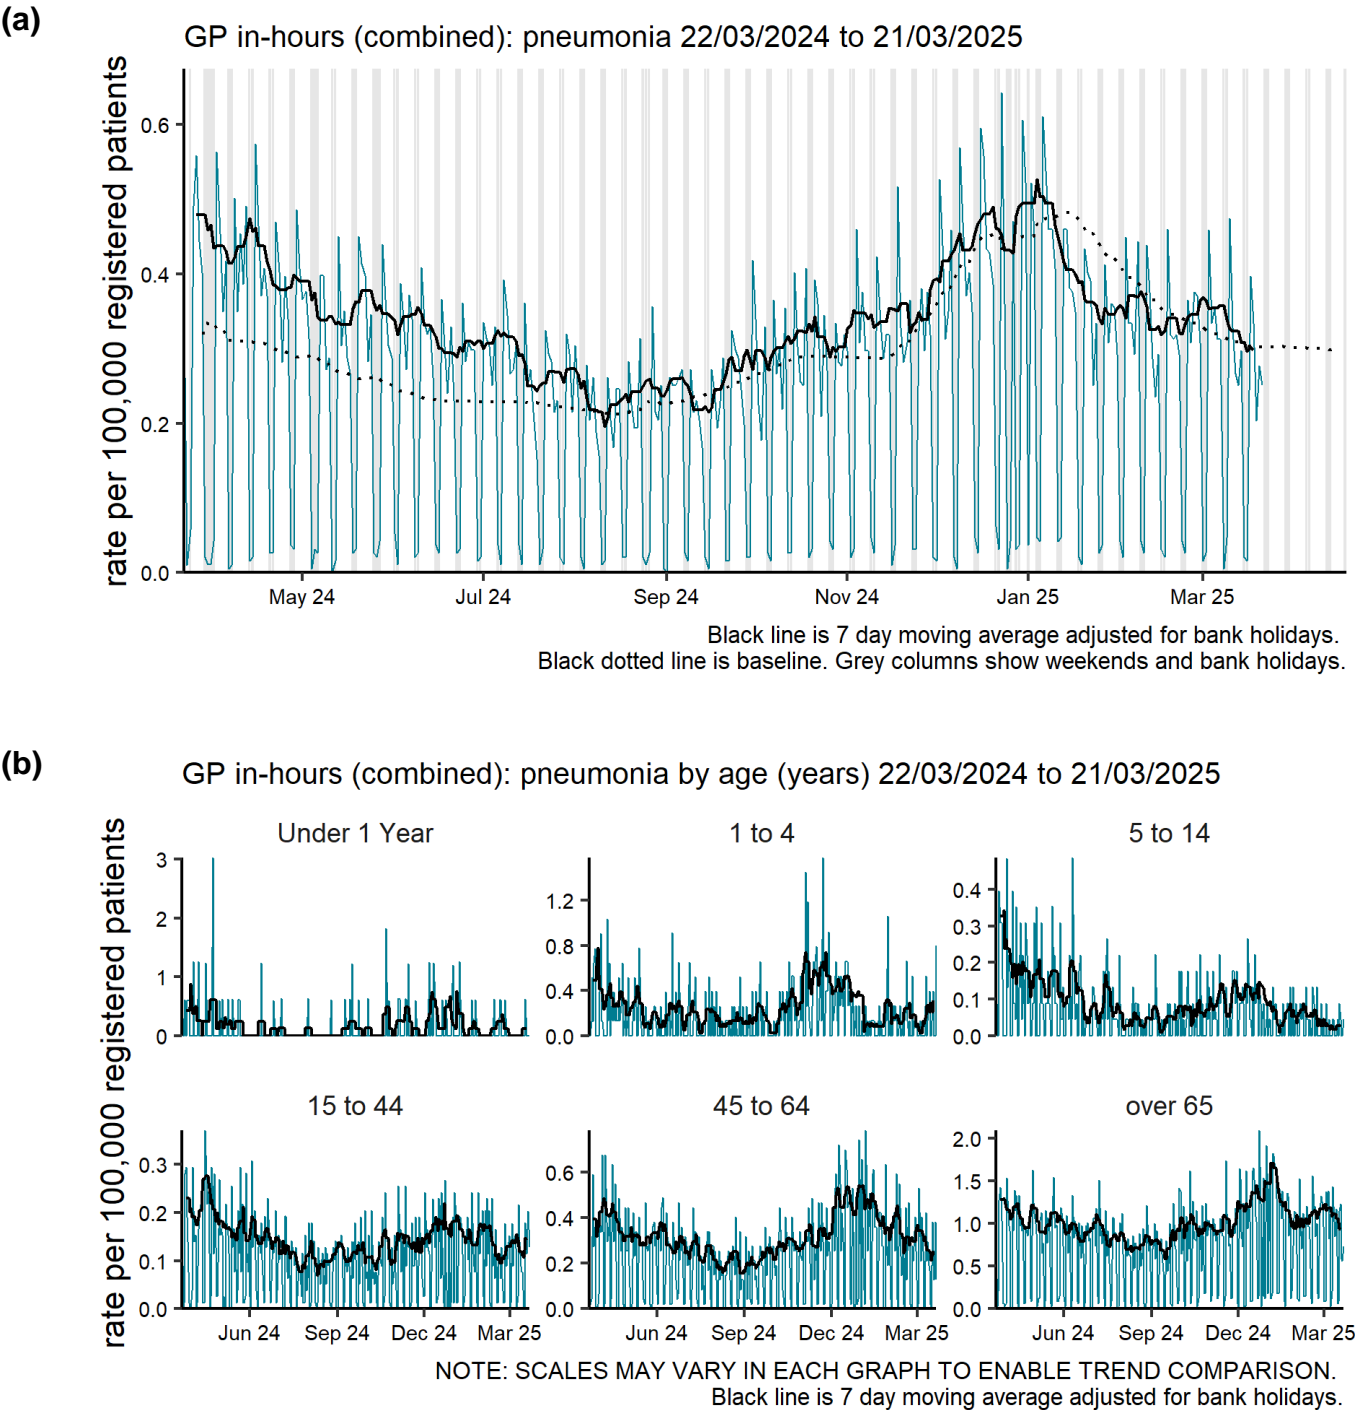 (a)
GP in-hours (combined): pneumonia 22/03/2024 to 21/03/2025
rate per 100,000 registered patients
0.6
0.4
0.2
0.0
May 24
Jul 24
Sep 24
Nov 24
Jan 25
Mar 25
Black line is 7 day moving average adjusted for bank holidays.
Black dotted line is baseline. Grey columns show weekends and bank holidays.
(b)
GP in-hours (combined): pneumonia by age (years) 22/03/2024 to 21/03/2025
rate per 100,000 registered patients
Under 1 Year
3
2
1
0
1 to 4
1.2
0.8
0.4
0.0
5 to 14
0.4
0.3
0.2
0.1
0.0
15 to 44
0.3
0.2
0.1
0.0
Jun 24
Sep 24
Dec 24
Mar 25
45 to 64
0.6
0.4
0.2
0.0
Jun 24
Sep 24
Dec 24
Mar 25
over 65
2.0
1.5
1.0
0.5
0.0
Jun 24
Sep 24
Dec 24
Mar 25
NOTE: SCALES MAY VARY IN EACH GRAPH TO ENABLE TREND COMPARISON.
Black line is 7 day moving average adjusted for bank holidays.